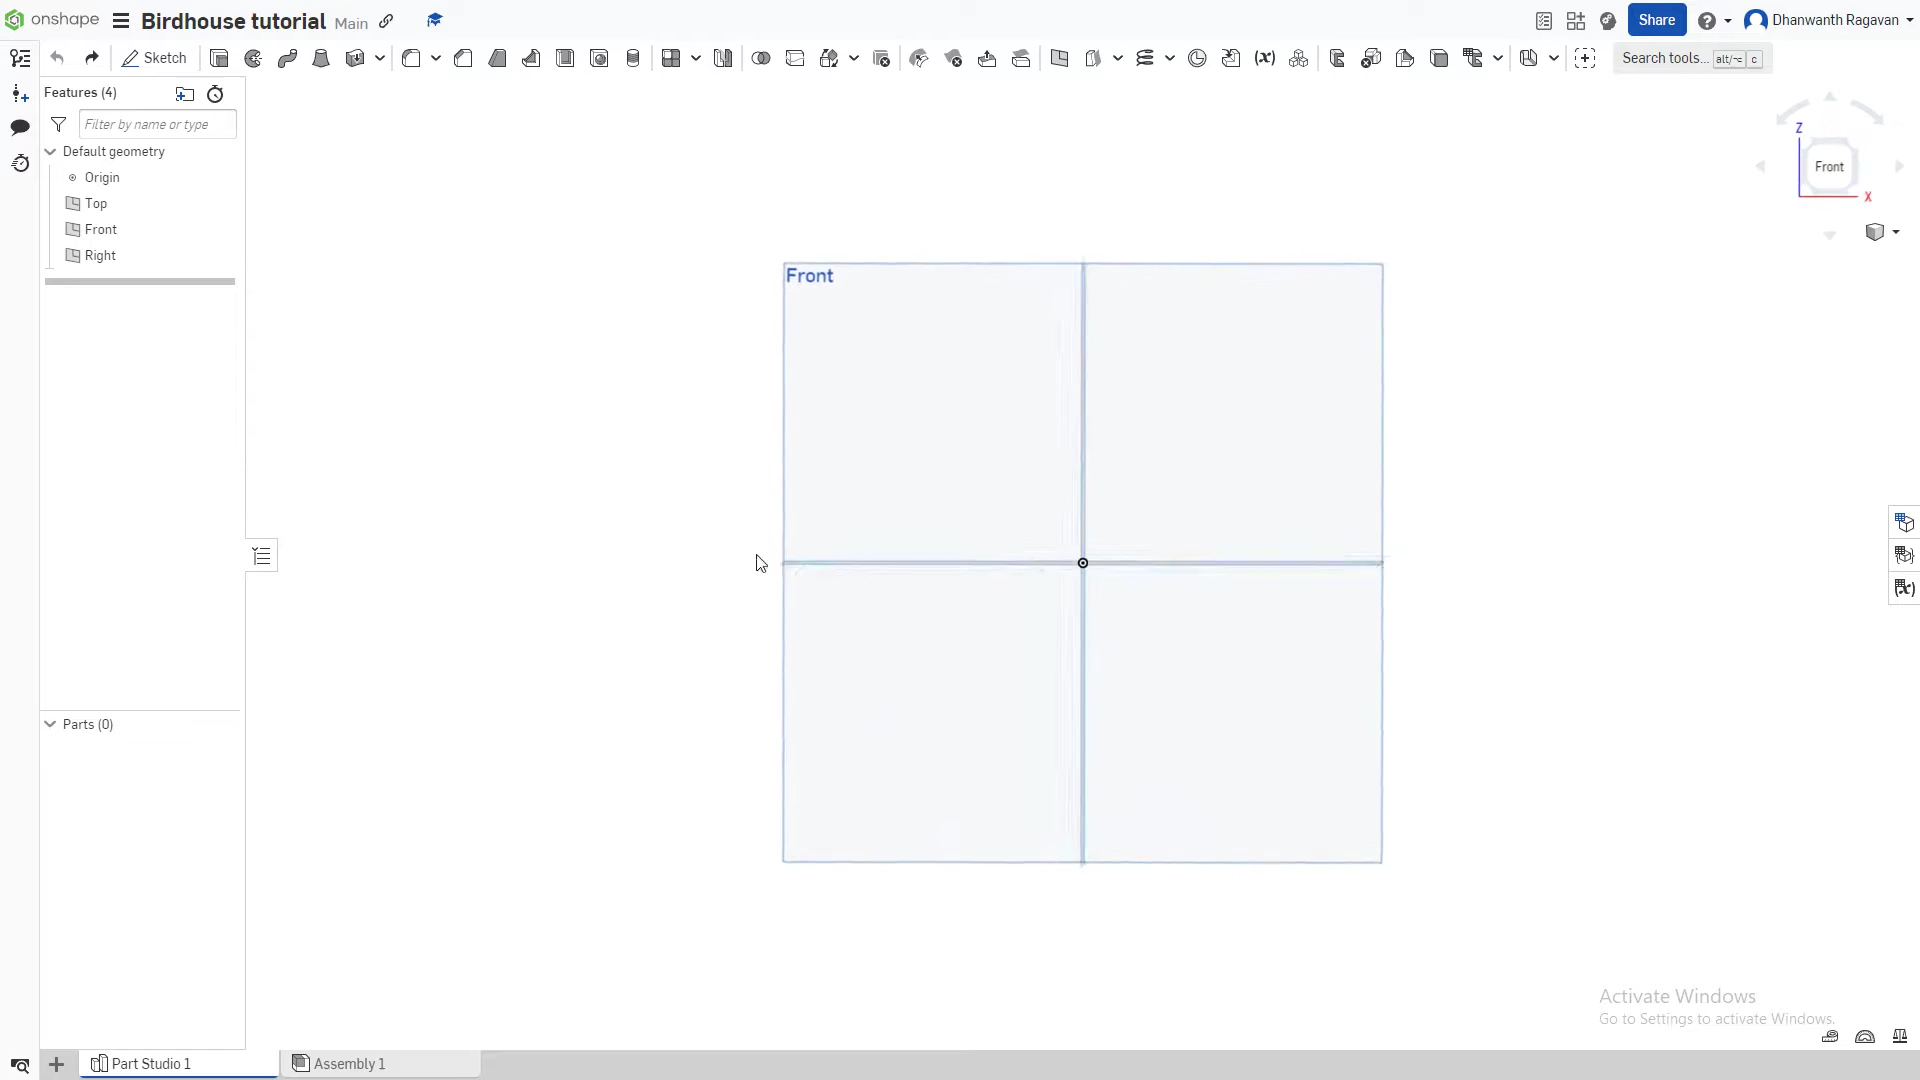 onshape Birdhouse tutorial Main Share Dhanwanth Ragavan
Sketch (x) Search tools... alt/⌥ c
Features (4)
Filter by name or type
Default geometry
Origin
Top
Front
Right
Parts (0)
Front
Z
Front
X
(x)
Activate Windows
Go to Settings to activate Windows.
Part Studio 1 Assembly 1